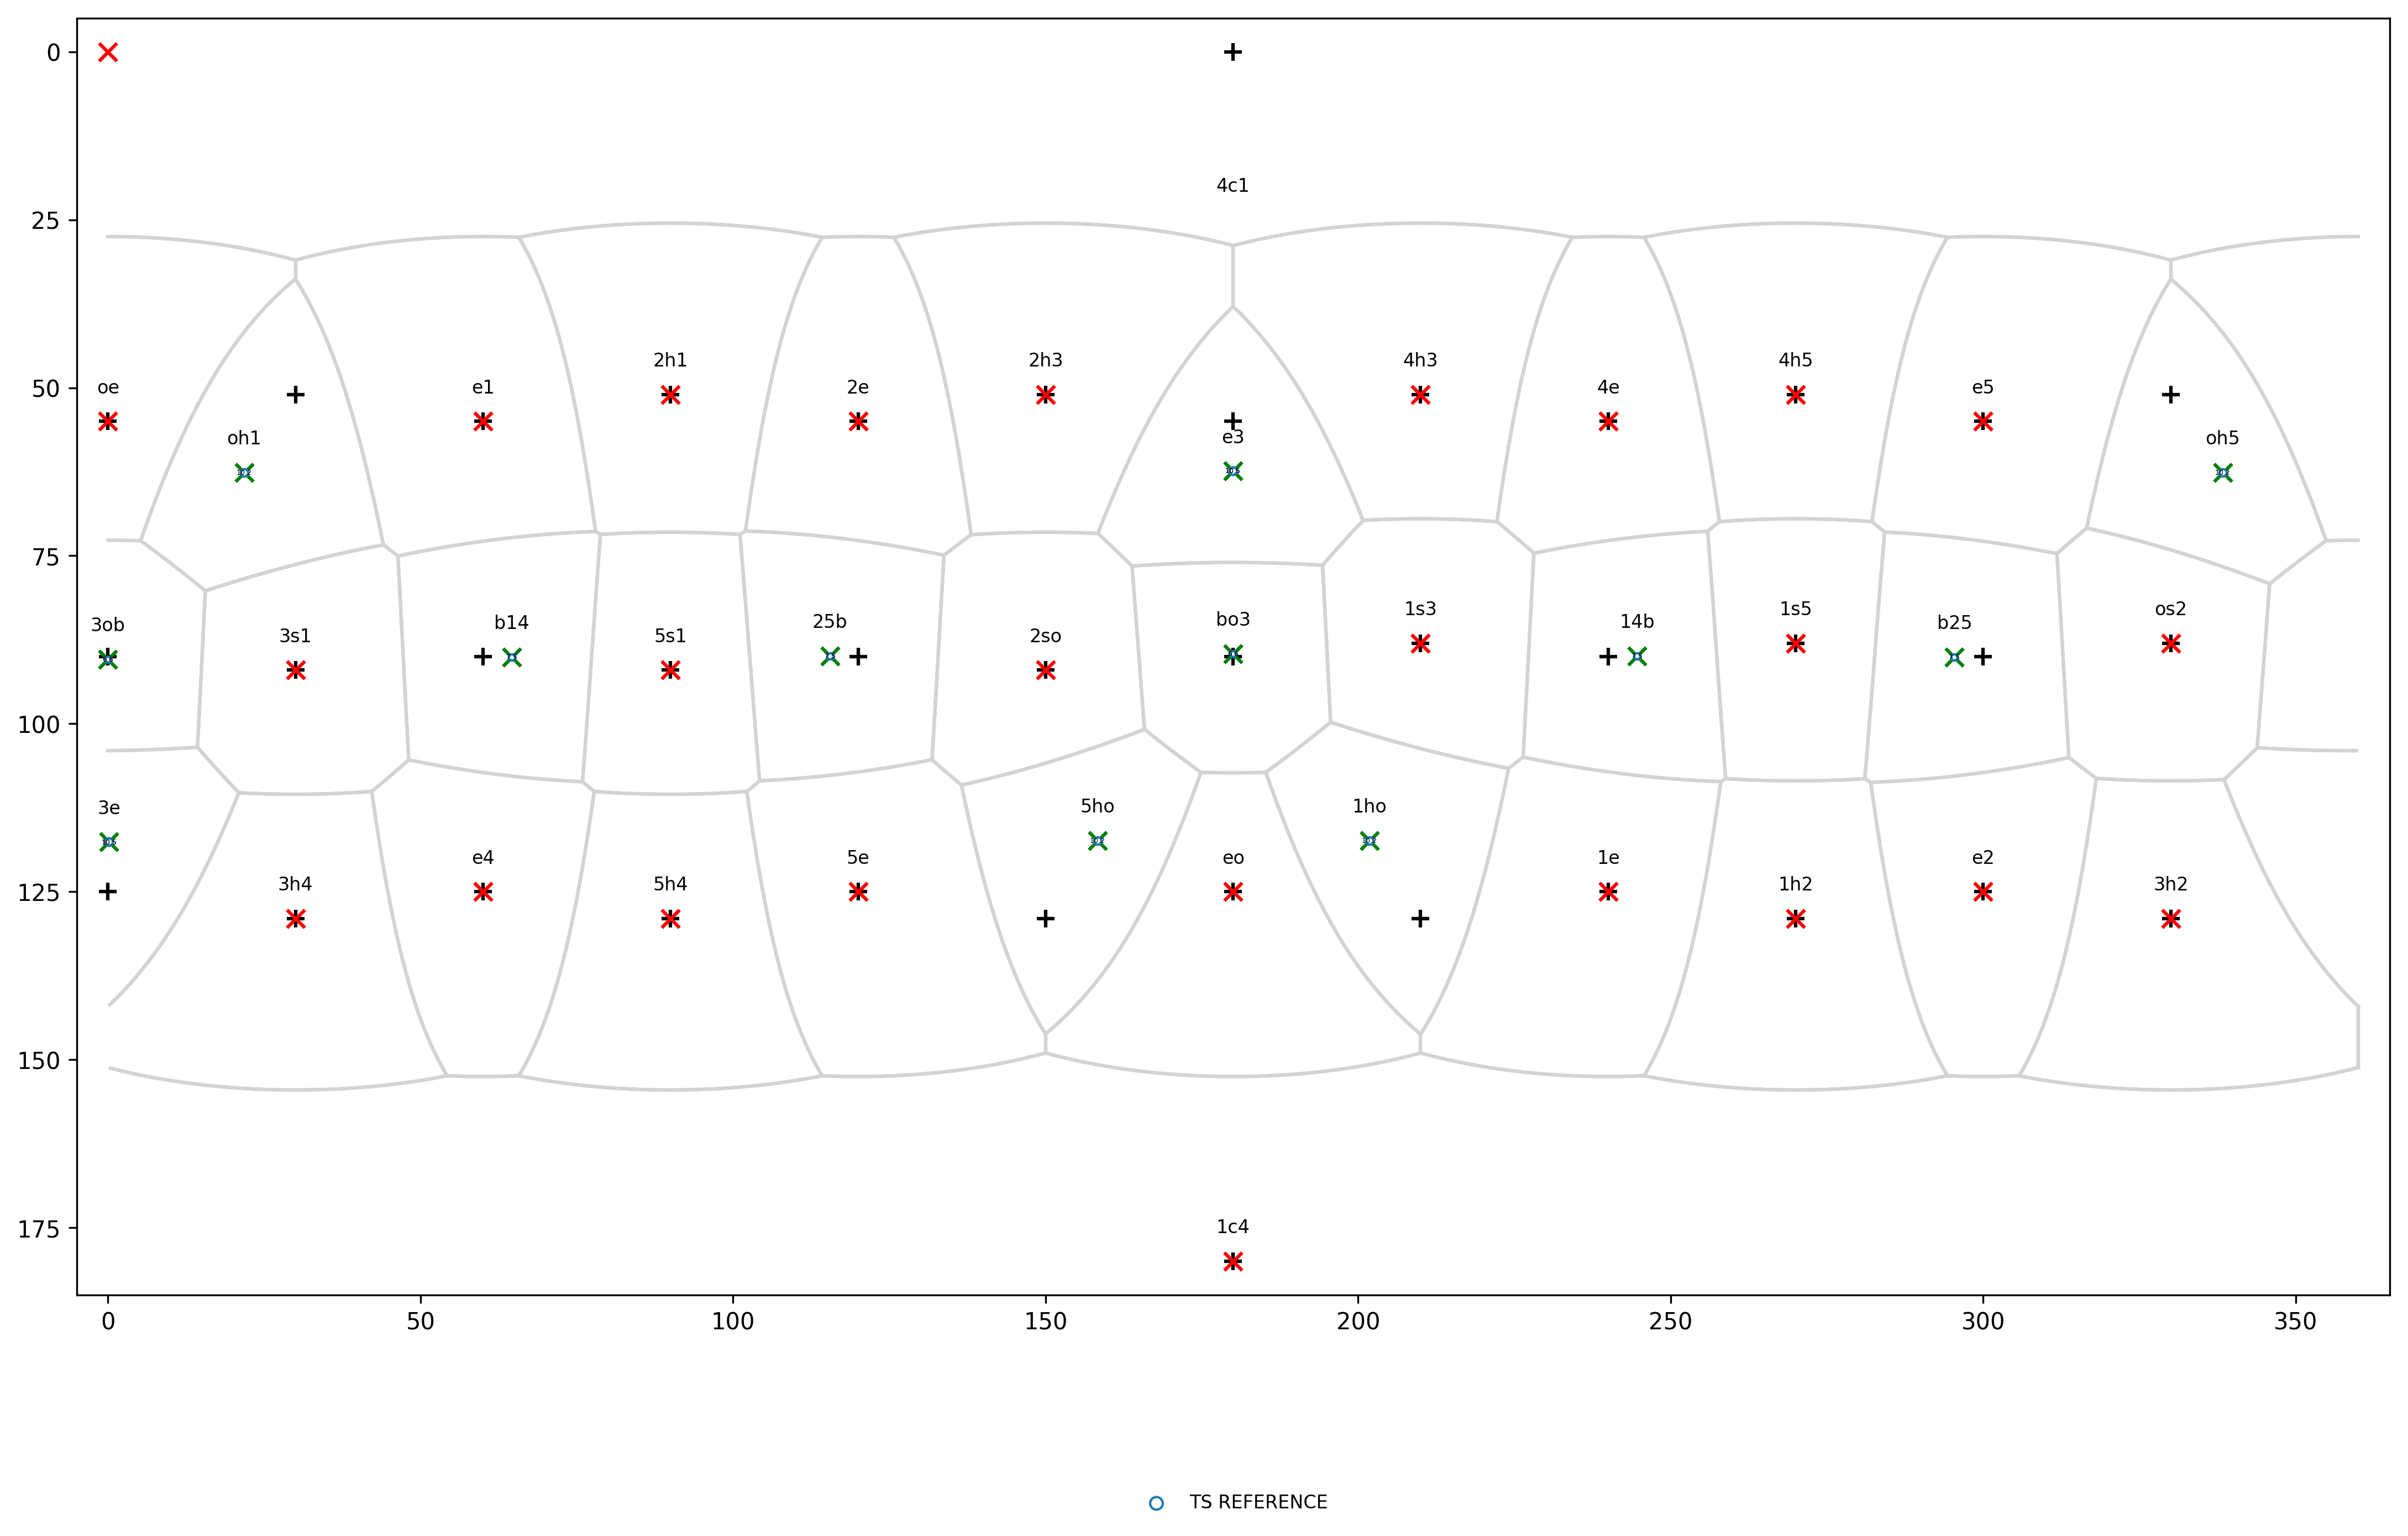 0
4c1
25
2h1 2h3 4h3 4h5
50 oe e1 2e 4e e5
oh1 e3 oh5
75
3ob 3s1 b14 5s1 25b 2so bo3 1s3 14b 1s5 b25 os2
100
3e 5ho 1ho
125 3h4 e4 5h4 5e eo 1e 1h2 e2 3h2
150
175 1c4
0 50 100 150 200 250 300 350
TS REFERENCE